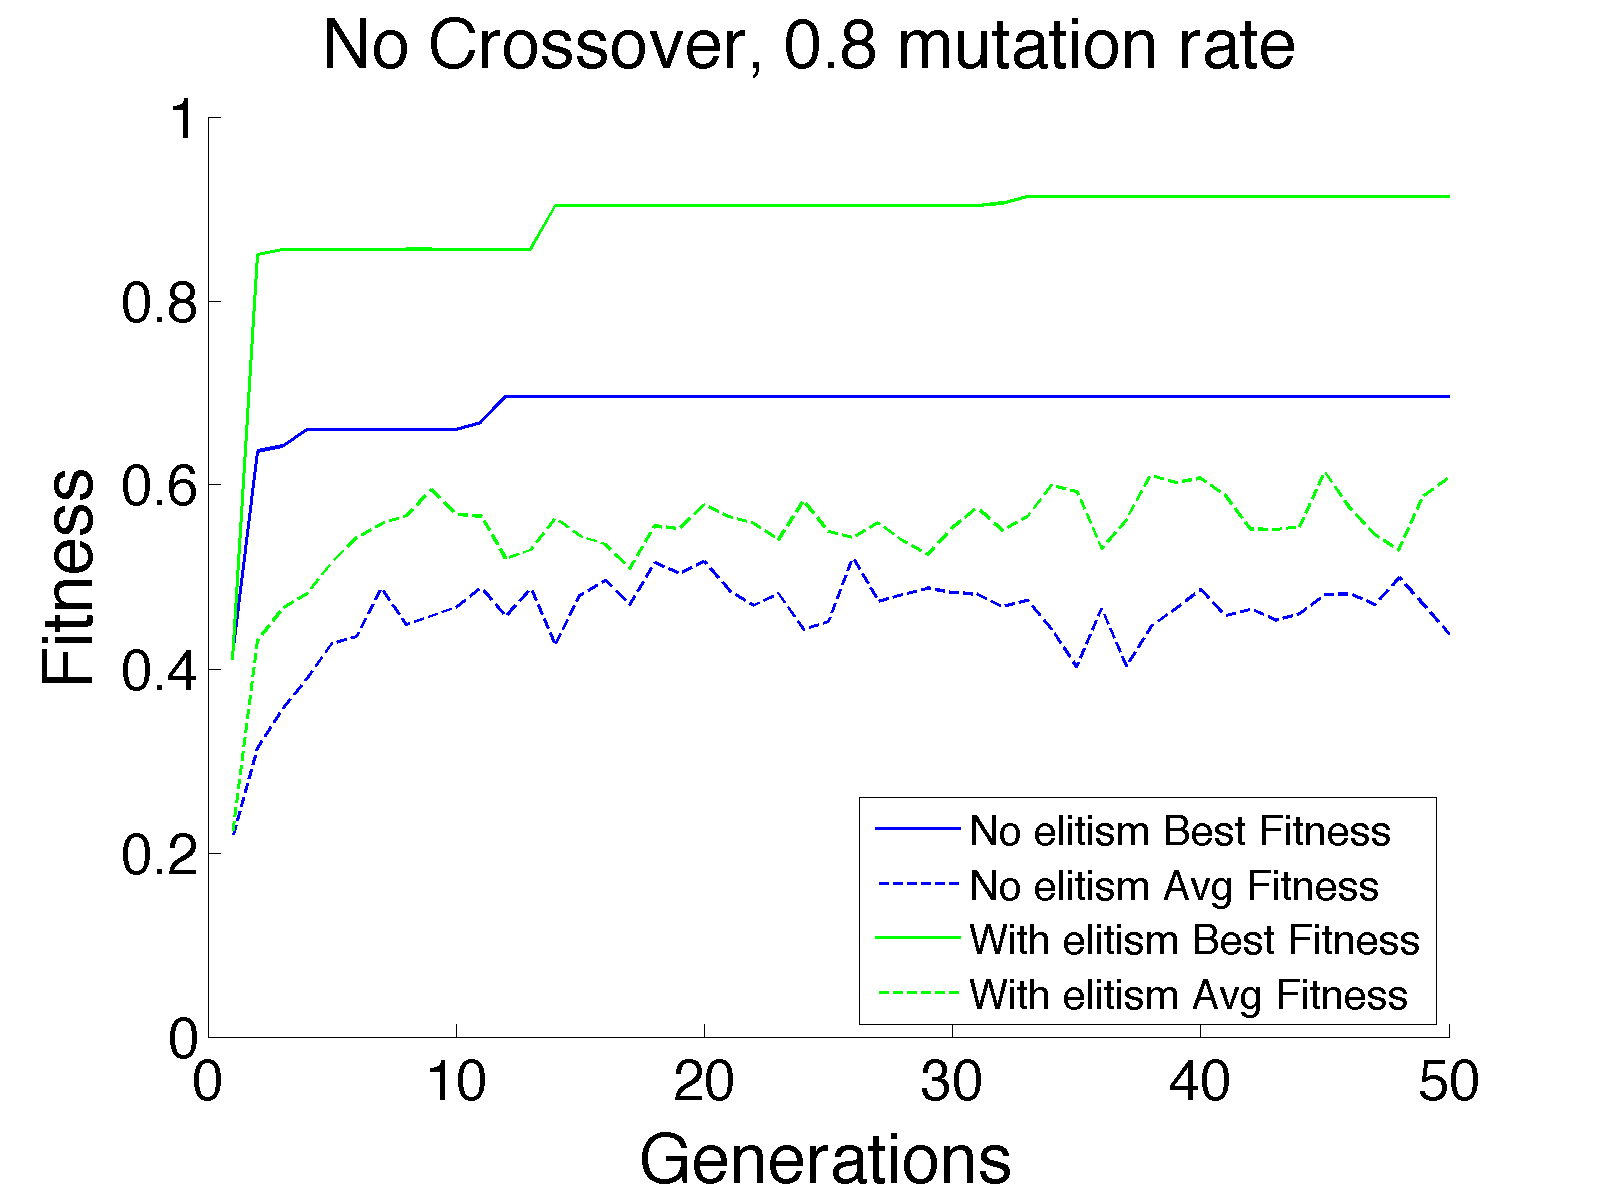 No Crossover, 0.8 mutation rate
1
0.8
0.6
0.4
0.2
0
Fitness
0 10 20 30 40 50
Generations
No elitism Best Fitness
No elitism Avg Fitness
With elitism Best Fitness
With elitism Avg Fitness